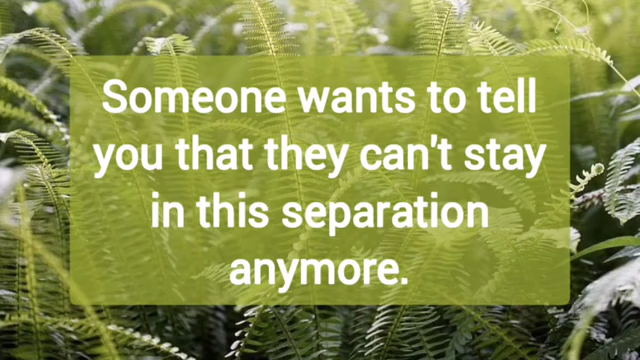 Someone wants to tell
you that they can't stay
in this separation
anymore.